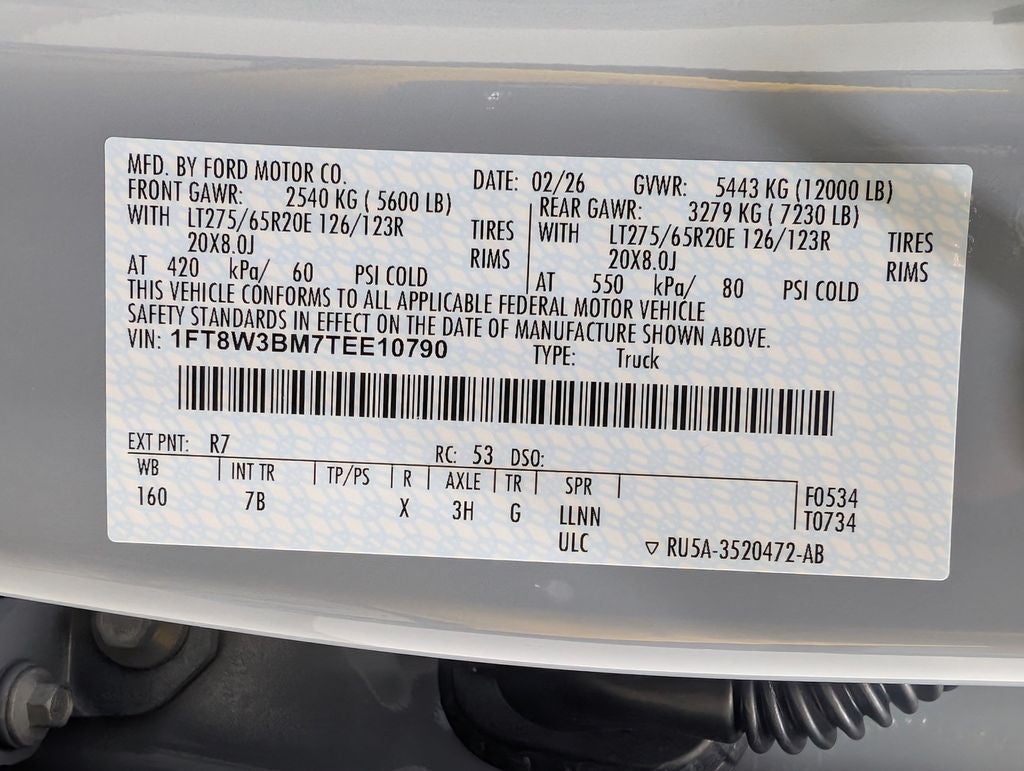 MFD. BY FORD MOTOR CO. DATE: 02/26 GVWR: 5443 KG (12000 LB)
FRONT GAWR: 2540 KG ( 5600 LB) REAR GAWR: 3279 KG ( 7230 LB)
WITH LT275/65R20E 126/123R TIRES WITH LT275/65R20E 126/123R TIRES
20X8.0J RIMS 20X8.0J RIMS
AT 420 kPa/ 60 PSI COLD AT 550 kPa/ 80 PSI COLD
THIS VEHICLE CONFORMS TO ALL APPLICABLE FEDERAL MOTOR VEHICLE
SAFETY STANDARDS IN EFFECT ON THE DATE OF MANUFACTURE SHOWN ABOVE.
VIN: 1FT8W3BM7TEE10790 TYPE: Truck
EXT PNT: R7 RC: 53 DSO:
WB INT TR TP/PS R AXLE TR SPR
160 7B X 3H G LLNN F0534
ULC T0734
▽ RU5A-3520472-AB